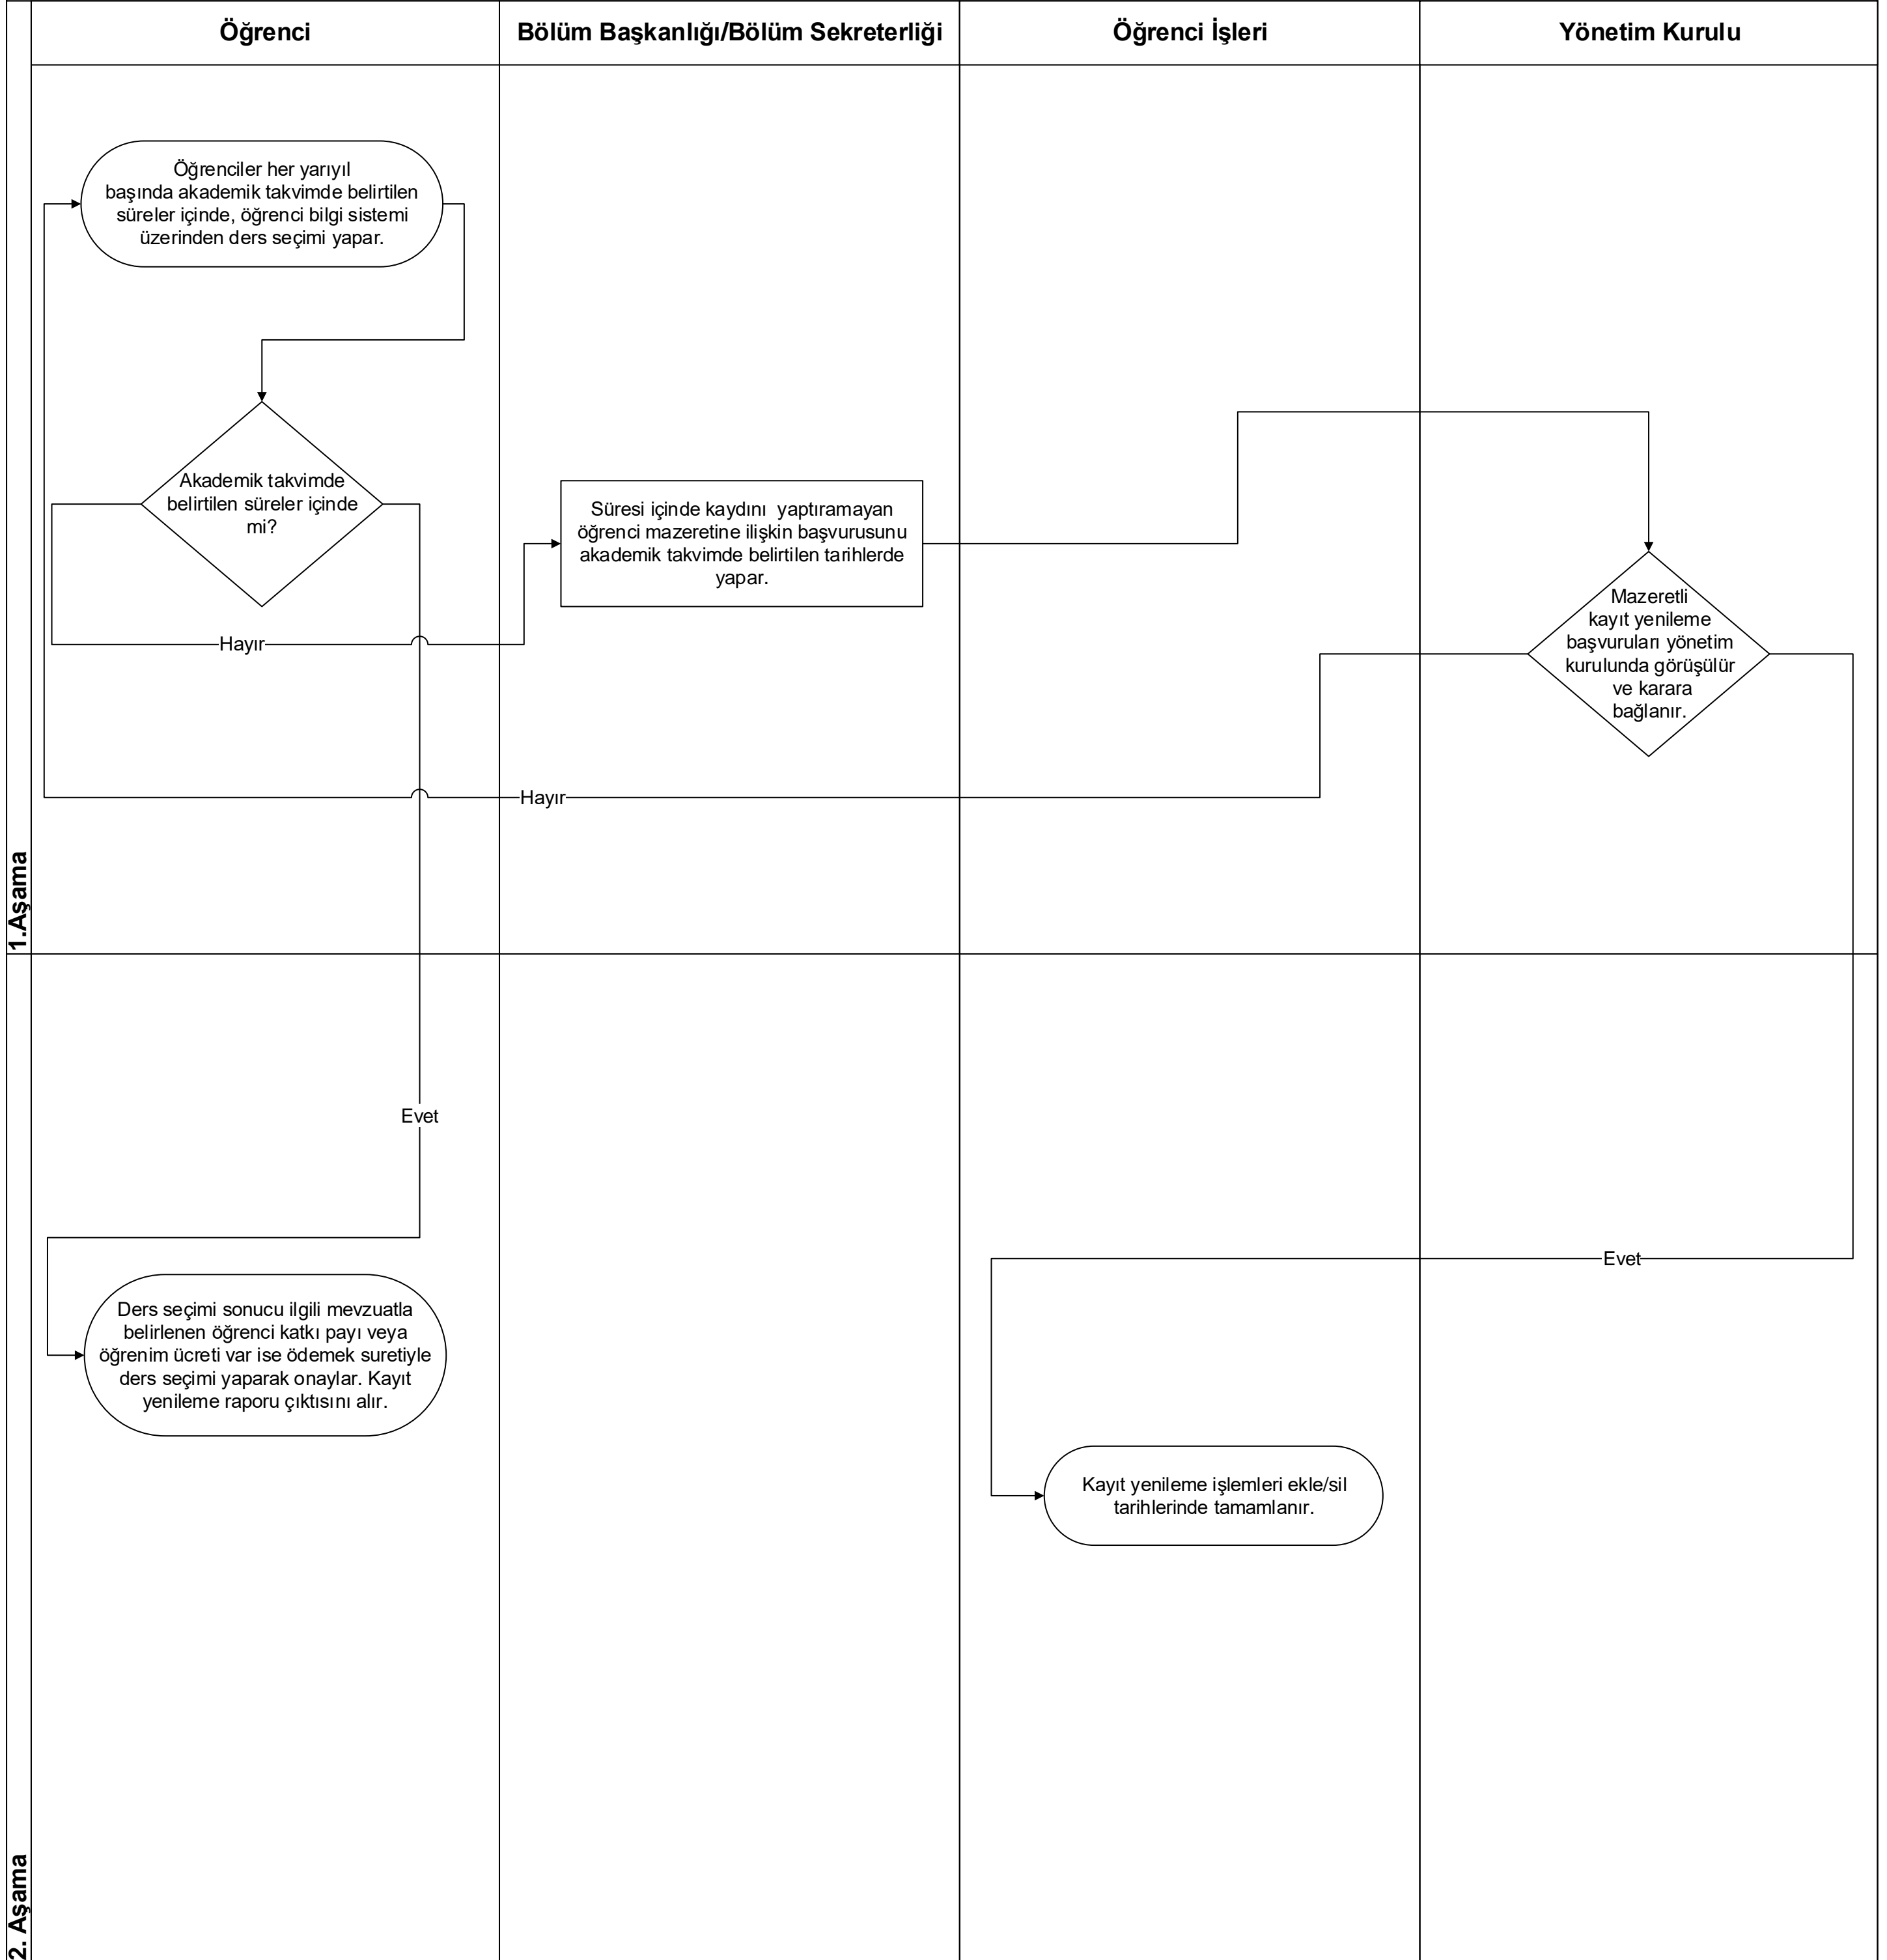 Öğrenci
Bölüm Başkanlığı/Bölüm Sekreterliği
Öğrenci İşleri
Yönetim Kurulu
1.Aşama
Öğrenciler her yarıyıl
başında akademik takvimde belirtilen
süreler içinde, öğrenci bilgi sistemi
üzerinden ders seçimi yapar.
Akademik takvimde
belirtilen süreler içinde
mi?
Süresi içinde kaydını  yaptıramayan
öğrenci mazeretine ilişkin başvurusunu
akademik takvimde belirtilen tarihlerde
yapar.
Mazeretli
kayıt yenileme
başvuruları yönetim
kurulunda görüşülür
ve karara
bağlanır.
Hayır
Hayır
2. Aşama
Evet
Evet
Ders seçimi sonucu ilgili mevzuatla
belirlenen öğrenci katkı payı veya
öğrenim ücreti var ise ödemek suretiyle
ders seçimi yaparak onaylar. Kayıt
yenileme raporu çıktısını alır.
Kayıt yenileme işlemleri ekle/sil
tarihlerinde tamamlanır.